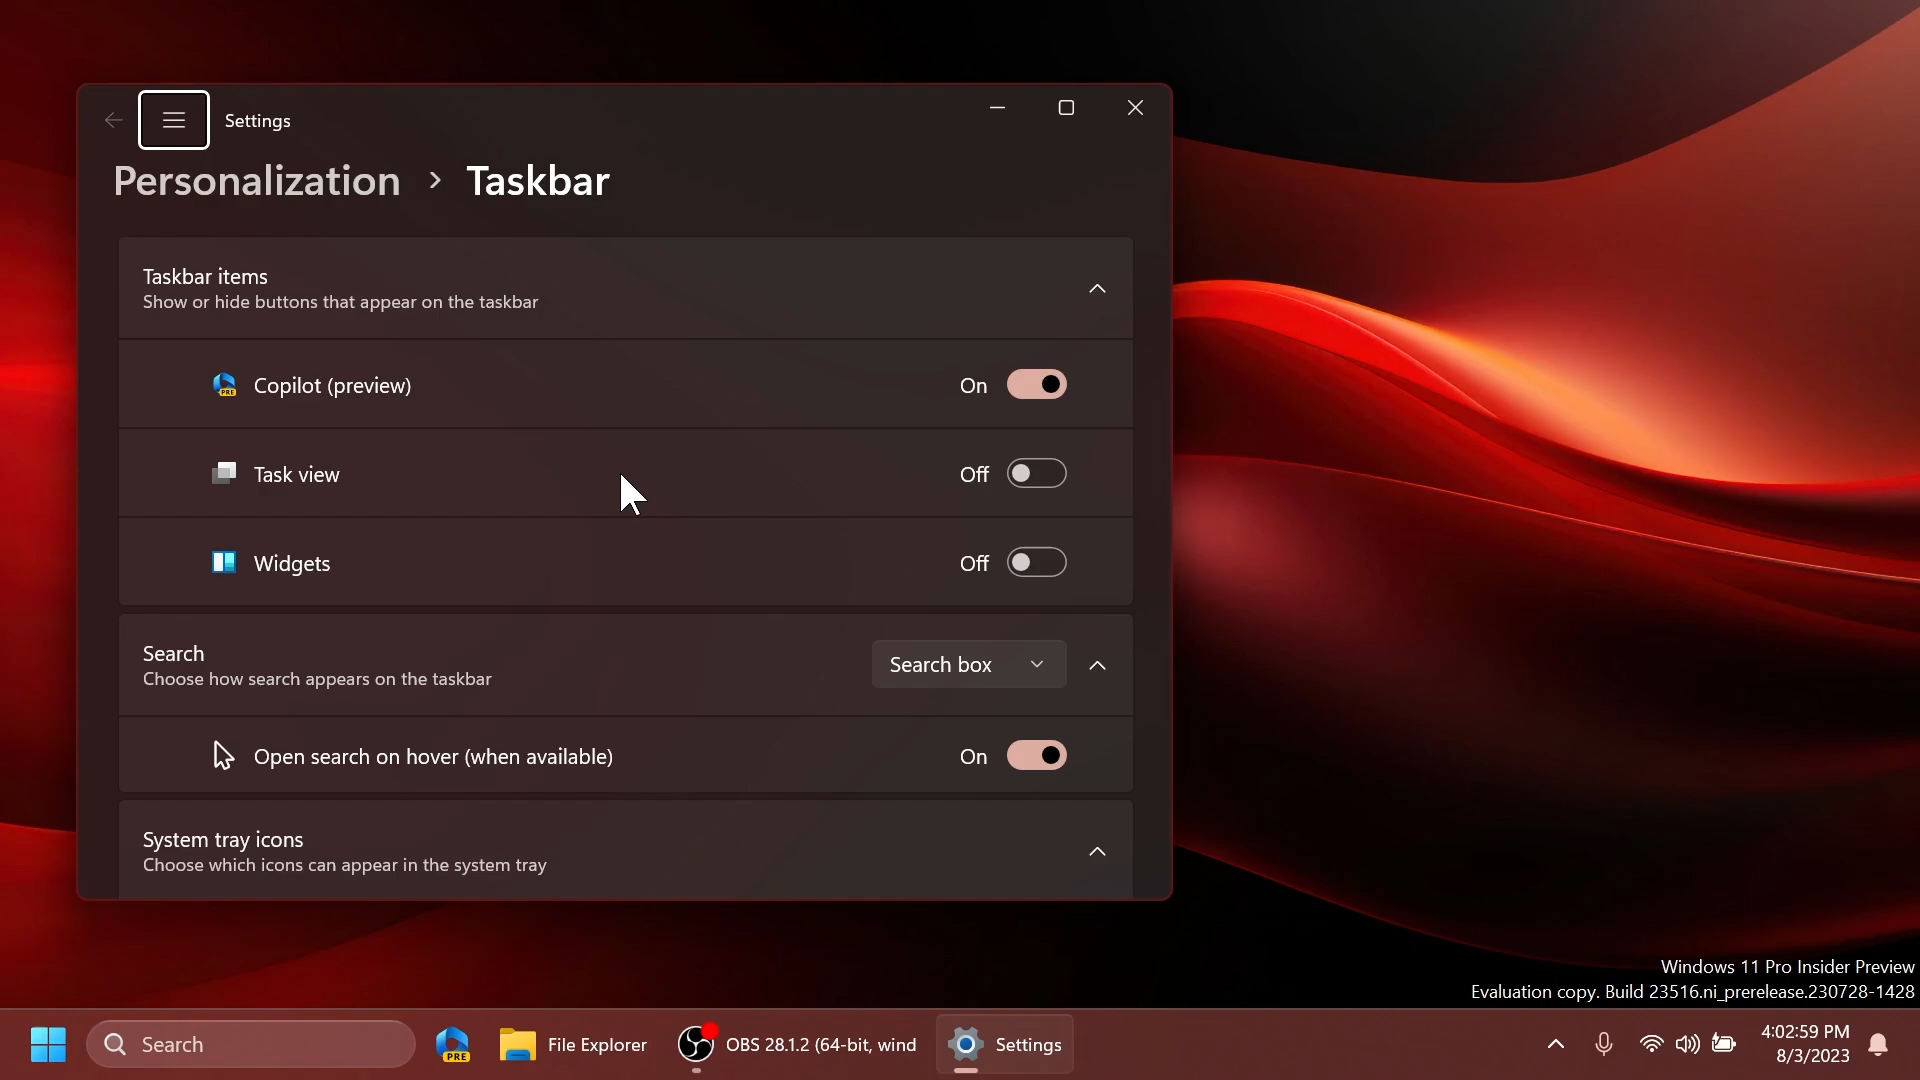 Settings
Personalization › Taskbar
Taskbar items
Show or hide buttons that appear on the taskbar
Copilot (preview) On
Task view Off
Widgets Off
Search
Choose how search appears on the taskbar
Search box
Open search on hover (when available) On
System tray icons
Choose which icons can appear in the system tray
Windows 11 Pro Insider Preview
Evaluation copy. Build 23516.ni_prerelease.230728-1428
Search
PRE
File Explorer
OBS 28.1.2 (64-bit, wind
Settings
4:02:59 PM
8/3/2023